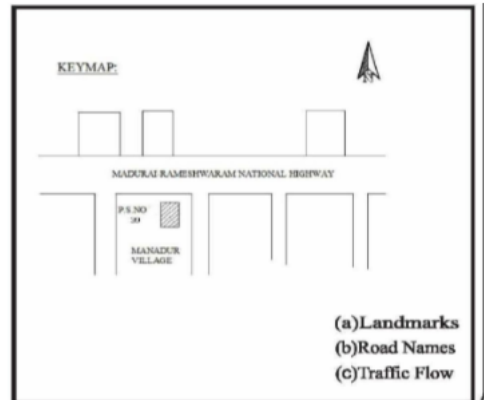 KEYMAP:
MADURAI RAMESHWARAM NATIONAL HIGHWAY
P.S.NO
20
MANADUR
VILLAGE
(a)Landmarks
(b)Road Names
(c)Traffic Flow